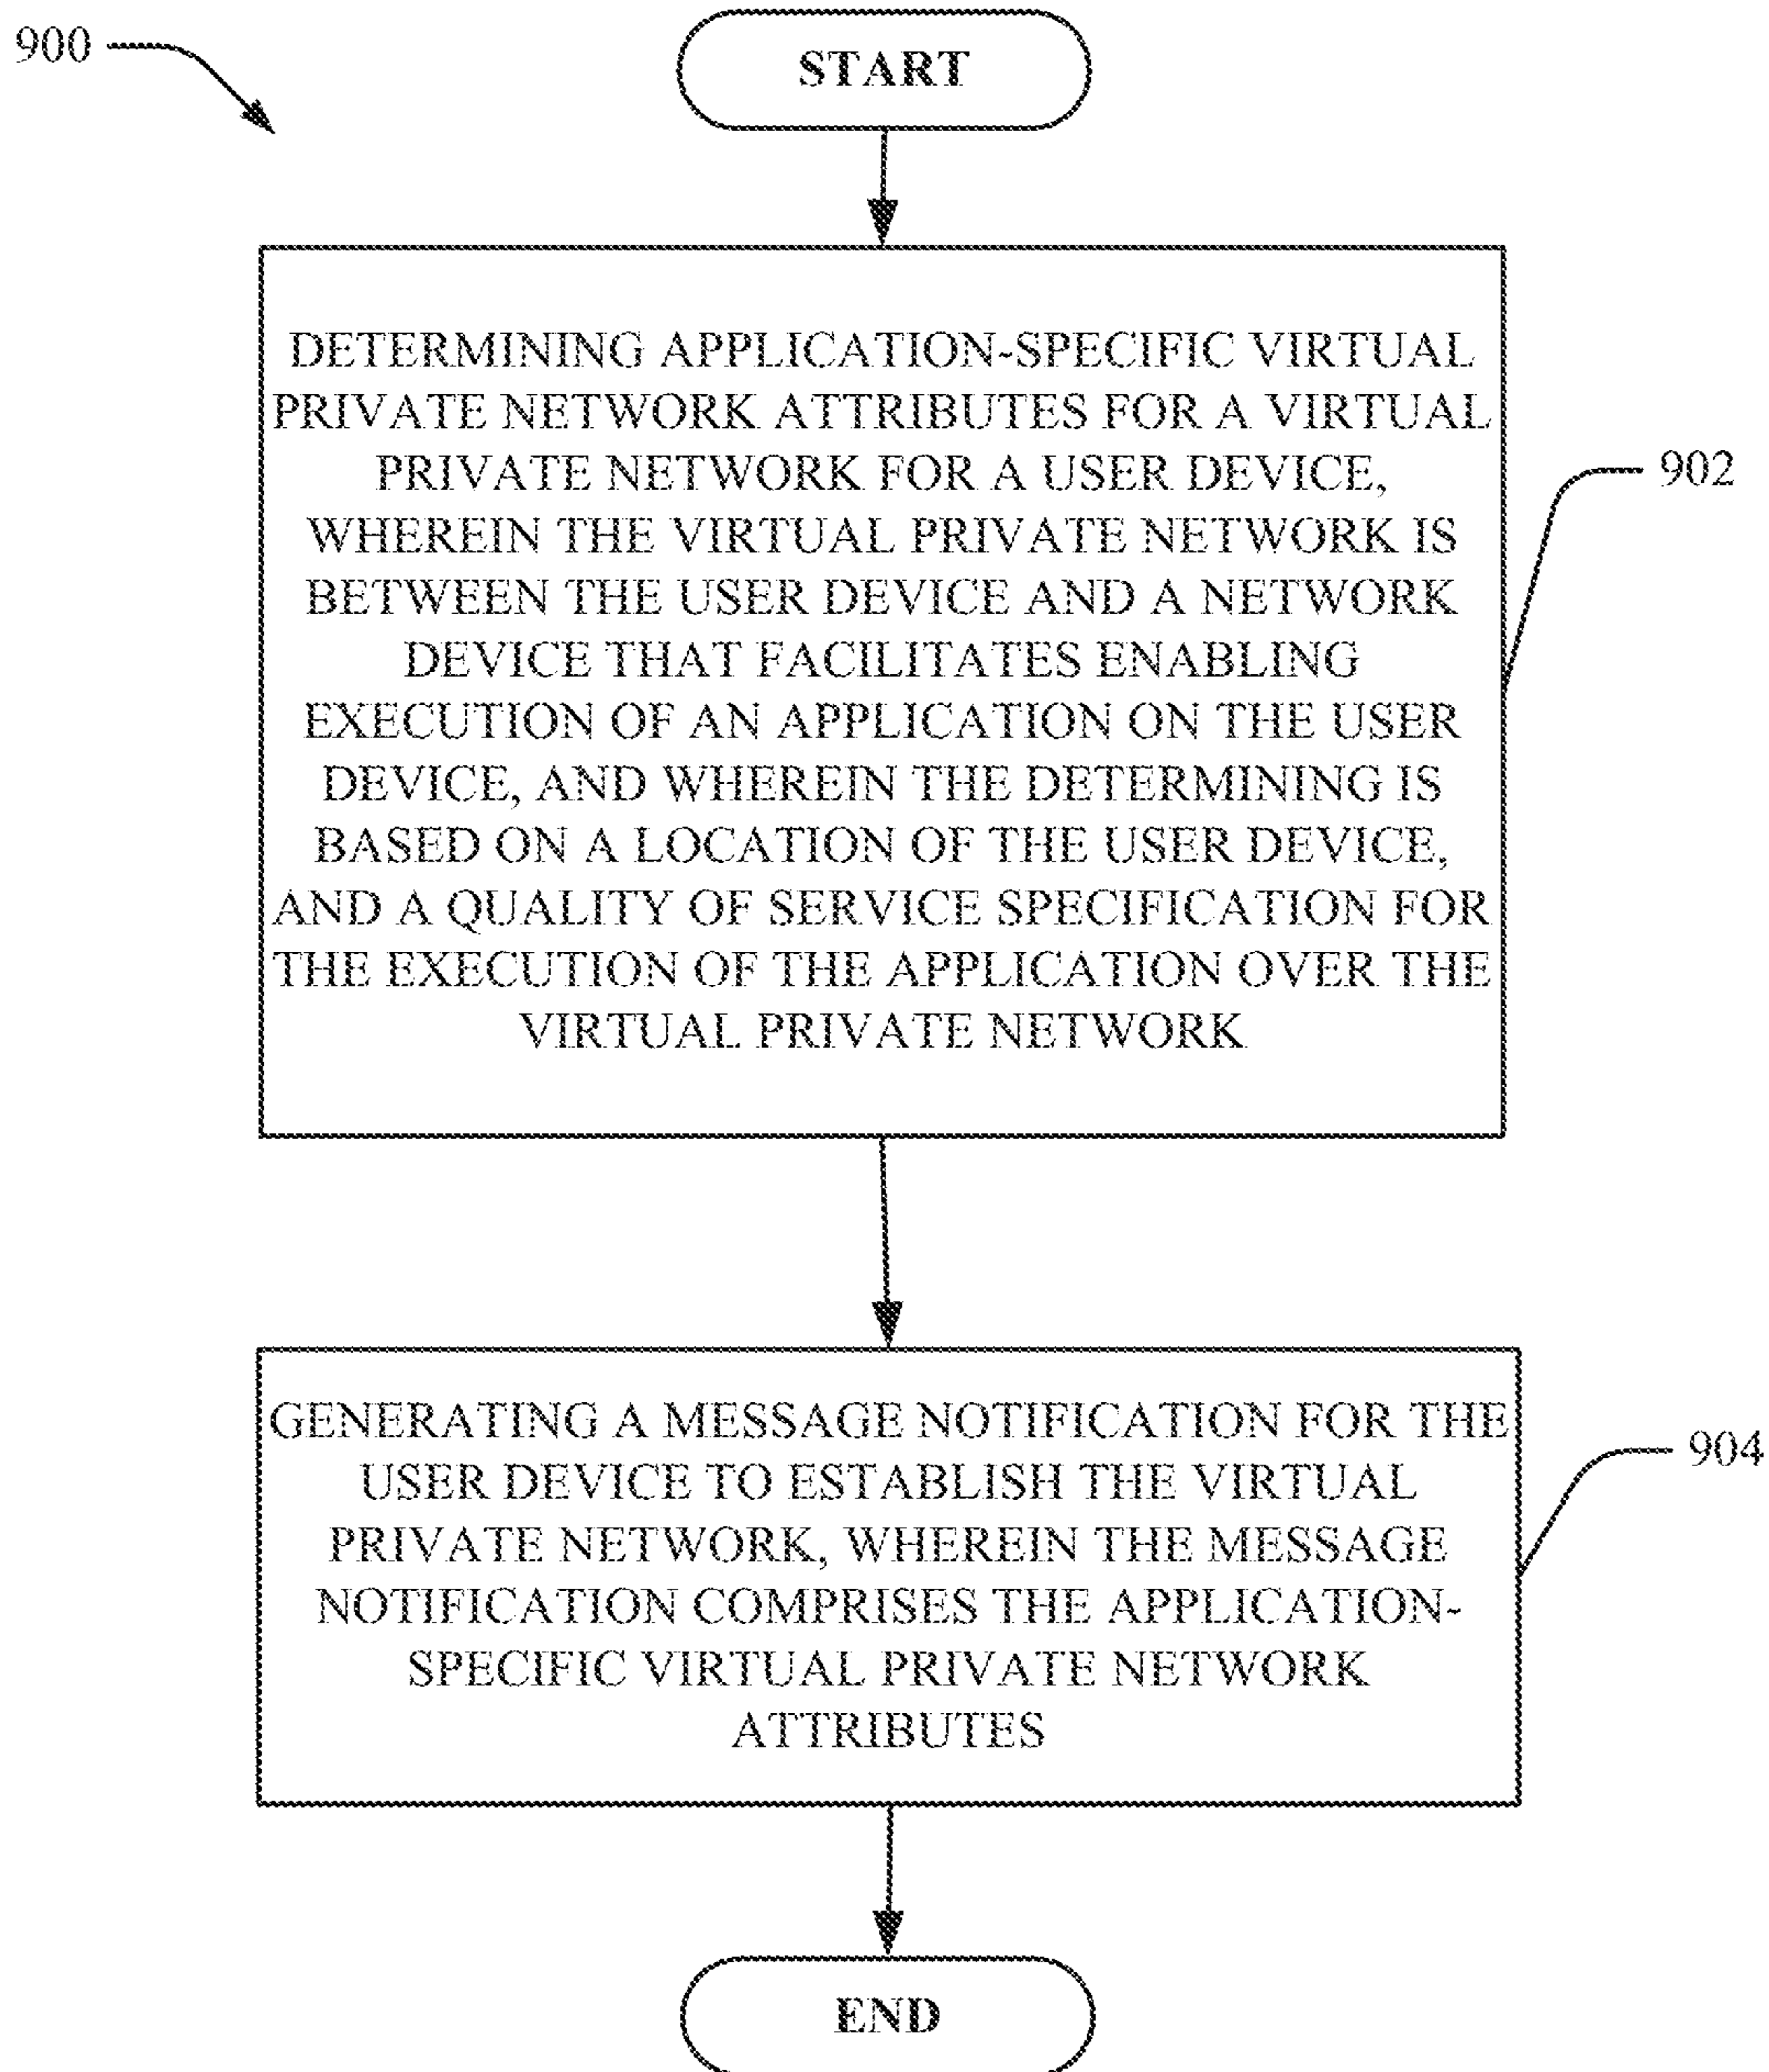 900
START
DETERMINING APPLICATION-SPECIFIC VIRTUAL
PRIVATE NETWORK ATTRIBUTES FOR A VIRTUAL
PRIVATE NETWORK FOR A USER DEVICE,
WHEREIN THE VIRTUAL PRIVATE NETWORK IS
BETWEEN THE USER DEVICE AND A NETWORK
DEVICE THAT FACILITATES ENABLING
EXECUTION OF AN APPLICATION ON THE USER
DEVICE, AND WHEREIN THE DETERMINING IS
BASED ON A LOCATION OF THE USER DEVICE,
AND A QUALITY OF SERVICE SPECIFICATION FOR
THE EXECUTION OF THE APPLICATION OVER THE
VIRTUAL PRIVATE NETWORK
902
GENERATING A MESSAGE NOTIFICATION FOR THE
USER DEVICE TO ESTABLISH THE VIRTUAL
PRIVATE NETWORK, WHEREIN THE MESSAGE
NOTIFICATION COMPRISES THE APPLICATION-
SPECIFIC VIRTUAL PRIVATE NETWORK
ATTRIBUTES
904
END